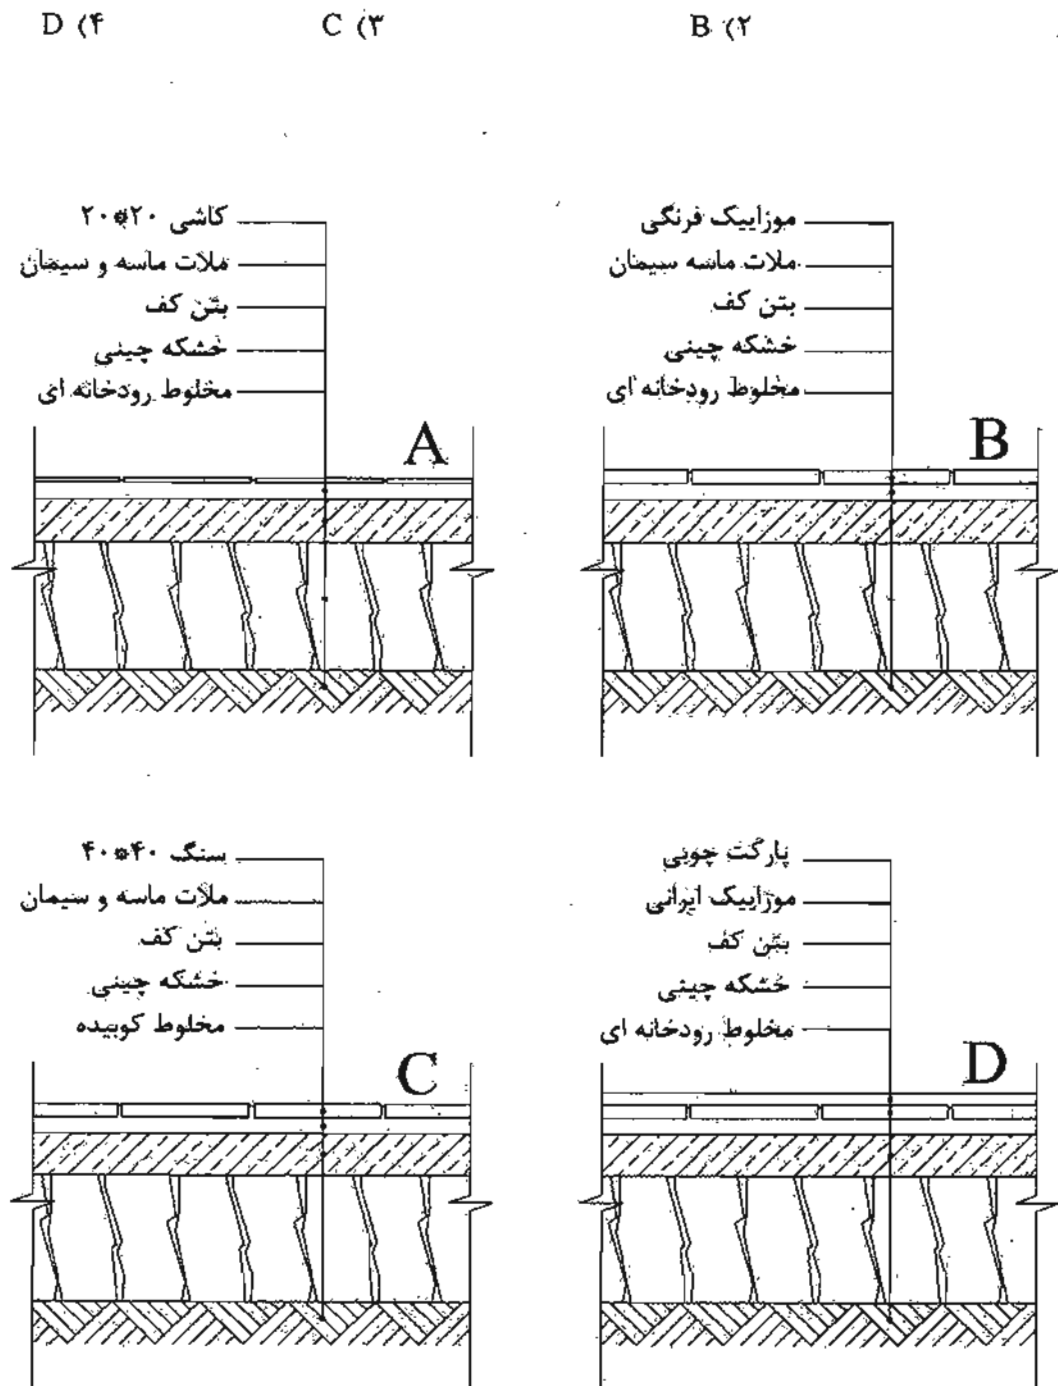 B (۲ C (۳ D (۴
کاشی ۲۰*۲۰
ملات ماسه و سیمان
بتن کف
خشکه چینی
مخلوط رودخانه ای
A
موزاییک فرنگی
ملات ماسه سیمان
بتن کف
خشکه چینی
مخلوط رودخانه ای
B
سنگ ۴۰*۴۰
ملات ماسه و سیمان
بتن کف
خشکه چینی
مخلوط کوبیده
C
پارکت چوبی
موزاییک ایرانی
بتن کف
خشکه چینی
مخلوط رودخانه ای
D